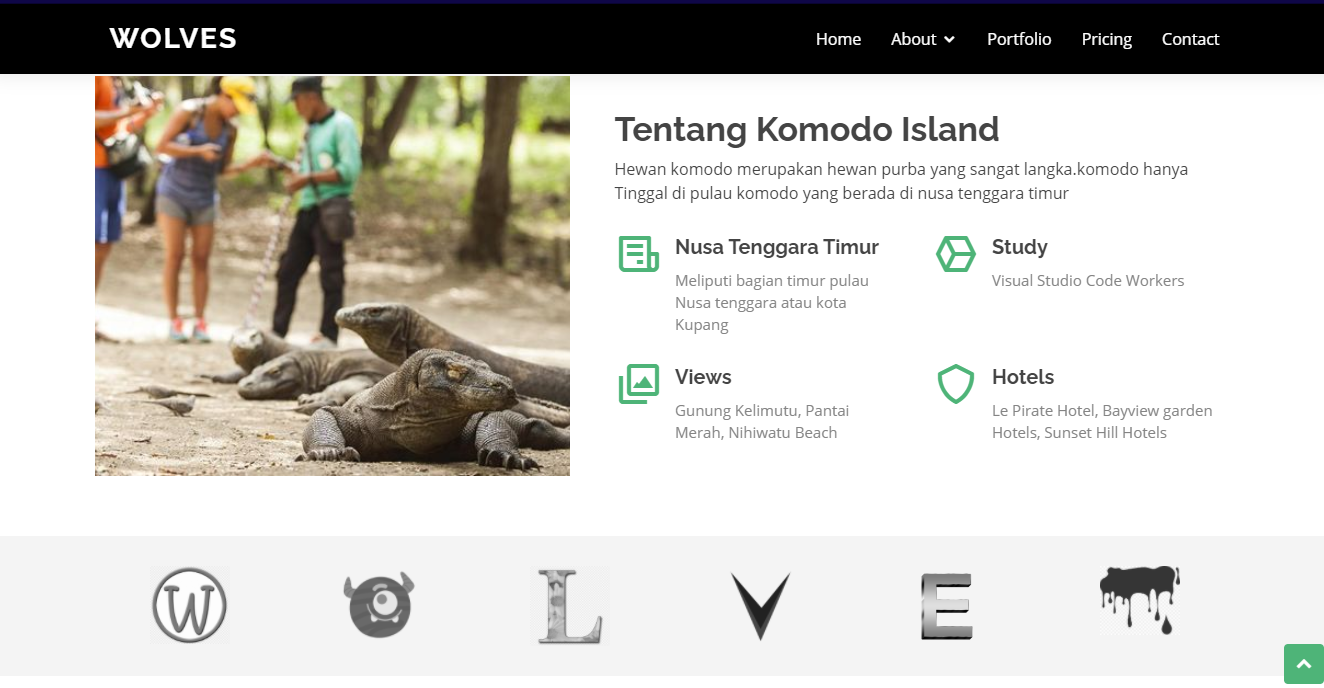 WOLVES
Home About Portfolio Pricing Contact
Tentang Komodo Island
Hewan komodo merupakan hewan purba yang sangat langka.komodo hanya
Tinggal di pulau komodo yang berada di nusa tenggara timur
Nusa Tenggara Timur
Meliputi bagian timur pulau
Nusa tenggara atau kota
Kupang
Study
Visual Studio Code Workers
Views
Gunung Kelimutu, Pantai
Merah, Nihiwatu Beach
Hotels
Le Pirate Hotel, Bayview garden
Hotels, Sunset Hill Hotels
W L V E